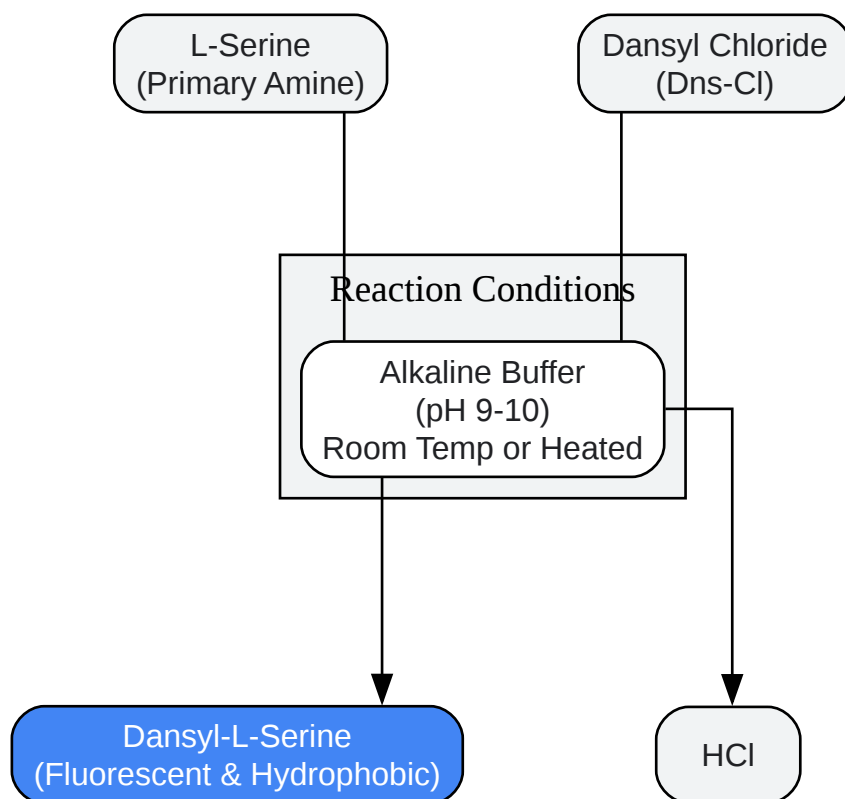 L-Serine
(Primary Amine)
Dansyl Chloride
(Dns-Cl)
Reaction Conditions
Alkaline Buffer
(pH 9-10)
Room Temp or Heated
Dansyl-L-Serine
(Fluorescent & Hydrophobic)
HCl